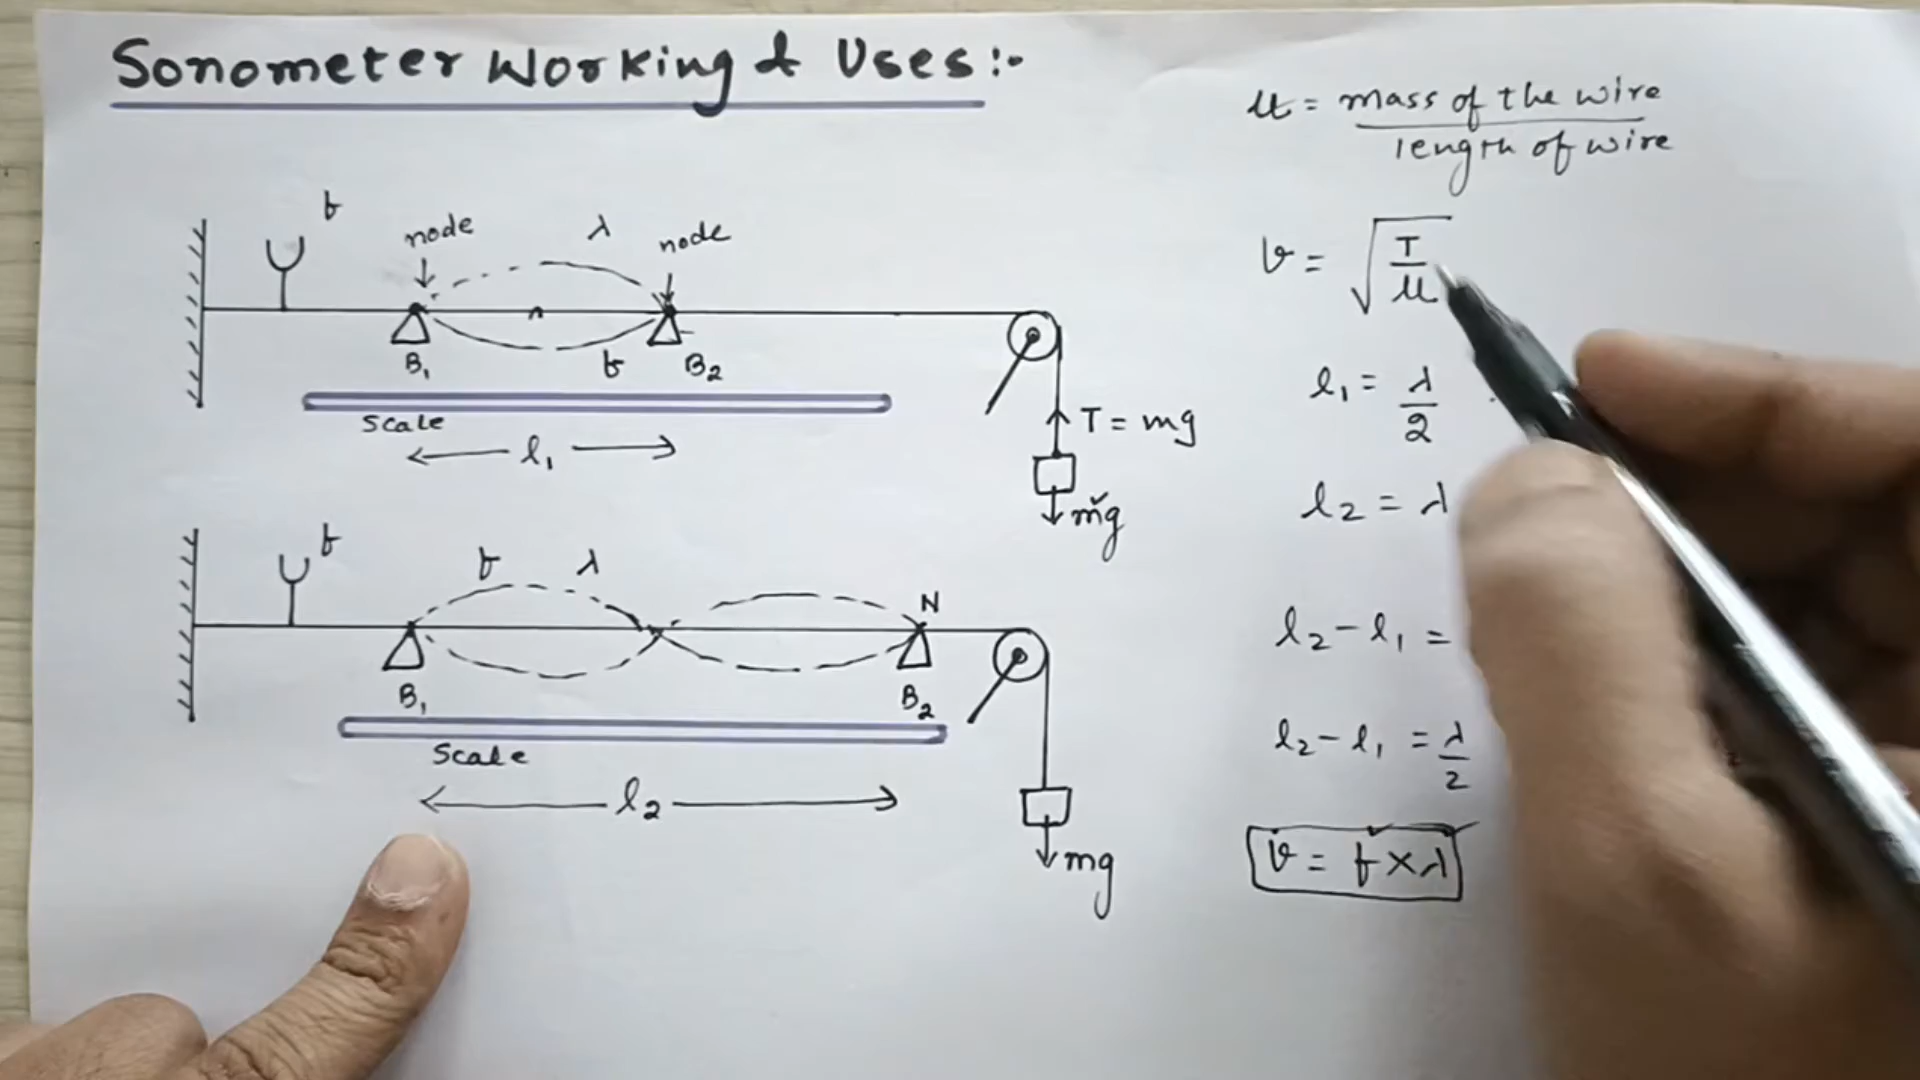 Sonometer Working & Uses:-
μ = mass of the wire
length of wire
f
node
λ
node
v = √T/μ
B₁
f
B₂
l₁ = λ/2
Scale
T = mg
l₁
mg
l₂ = λ
f
f
λ
N
l₂ - l₁ =
B₁
B₂
l₂ - l₁ = λ/2
Scale
l₂
v = f × λ
mg